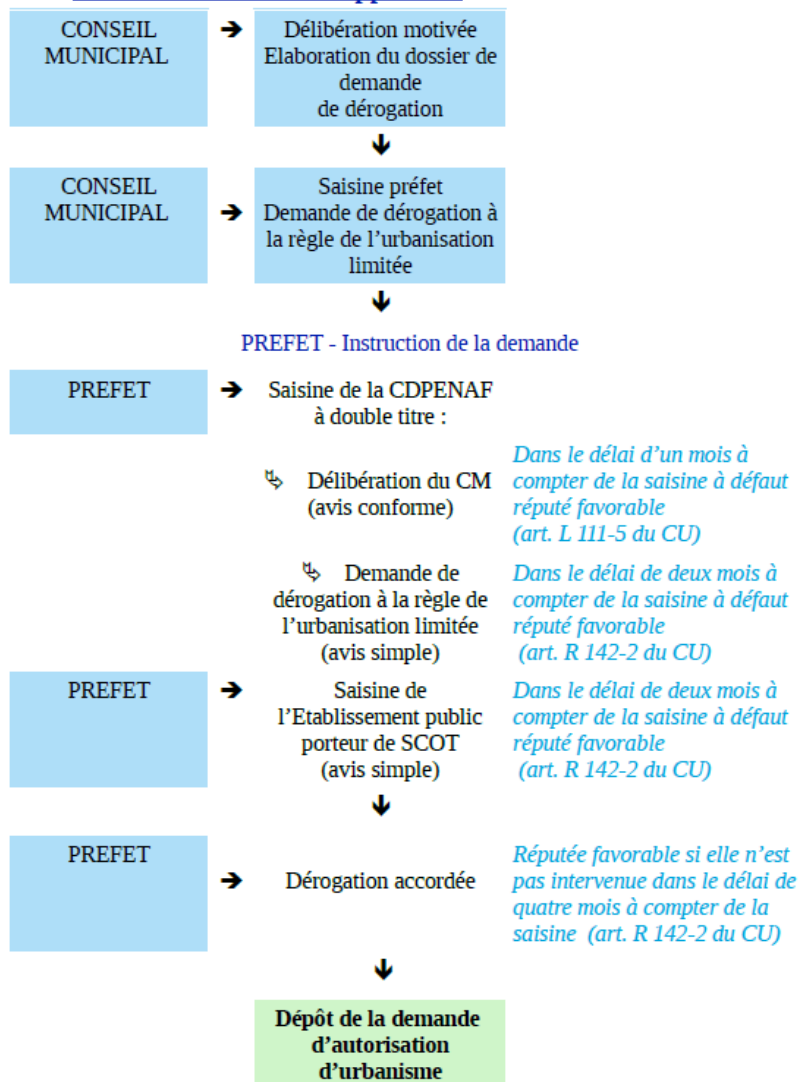 CONSEIL
MUNICIPAL
➔
Délibération motivée
Elaboration du dossier de
demande
de dérogation
🡻
CONSEIL
MUNICIPAL
➔
Saisine préfet
Demande de dérogation à
la règle de l’urbanisation
limitée
🡻
PREFET - Instruction de la demande
PREFET
➔
Saisine de la CDPENAF
à double titre :
Délibération du CM
(avis conforme)
Dans le délai d’un mois à
compter de la saisine à défaut
réputé favorable
(art. L 111-5 du CU)
Demande de
dérogation à la règle de
l’urbanisation limitée
(avis simple)
Dans le délai de deux mois à
compter de la saisine à défaut
réputé favorable
(art. R 142-2 du CU)
PREFET
➔
Saisine de
l’Etablissement public
porteur de SCOT
(avis simple)
Dans le délai de deux mois à
compter de la saisine à défaut
réputé favorable
(art. R 142-2 du CU)
🡻
PREFET
➔
Dérogation accordée
Réputée favorable si elle n’est
pas intervenue dans le délai de
quatre mois à compter de la
saisine (art. R 142-2 du CU)
🡻
Dépôt de la demande
d’autorisation
d’urbanisme